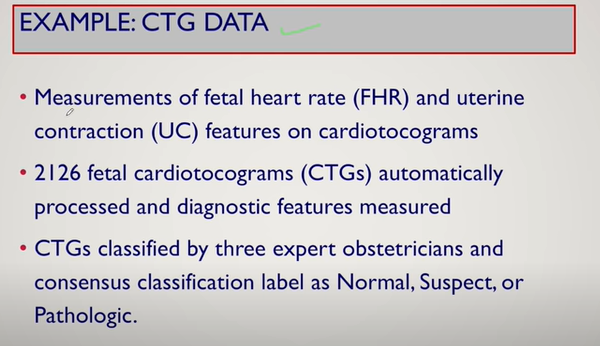 EXAMPLE: CTG DATA
• Measurements of fetal heart rate (FHR) and uterine
contraction (UC) features on cardiotocograms
• 2126 fetal cardiotocograms (CTGs) automatically
processed and diagnostic features measured
• CTGs classified by three expert obstetricians and
consensus classification label as Normal, Suspect, or
Pathologic.